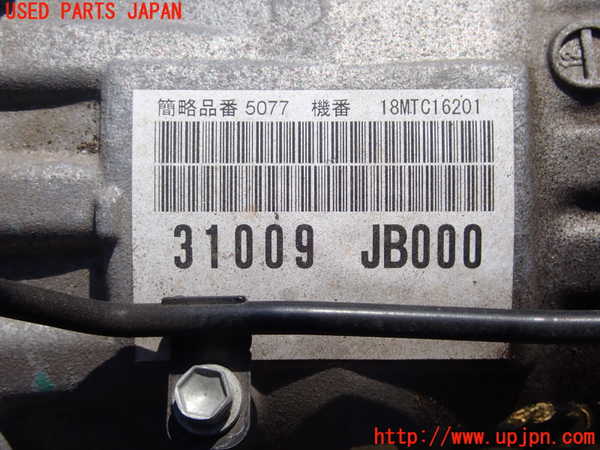 USED PARTS JAPAN
簡略品番 5077 機番 18MTC16201
31009 JB000
http://www.upjpn.com